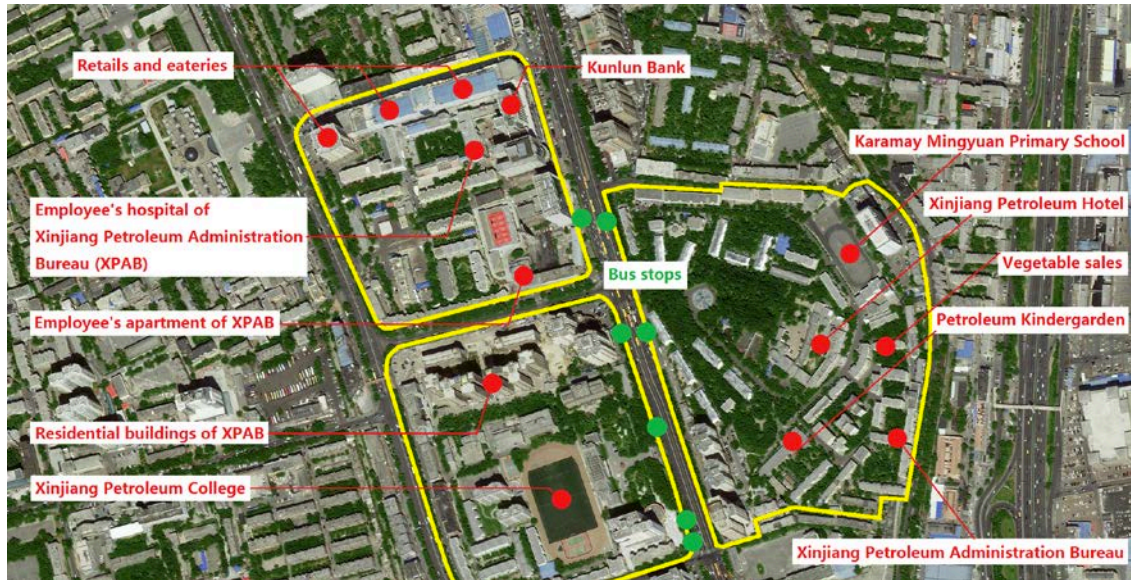 Retails and eateries
Kunlun Bank
Karamay Mingyuan Primary School
Employee's hospital of
Xinjiang Petroleum Administration
Bureau (XPAB)
Xinjiang Petroleum Hotel
Vegetable sales
Bus stops
Petroleum Kindergarden
Employee's apartment of XPAB
Residential buildings of XPAB
Xinjiang Petroleum College
Xinjiang Petroleum Administration Bureau